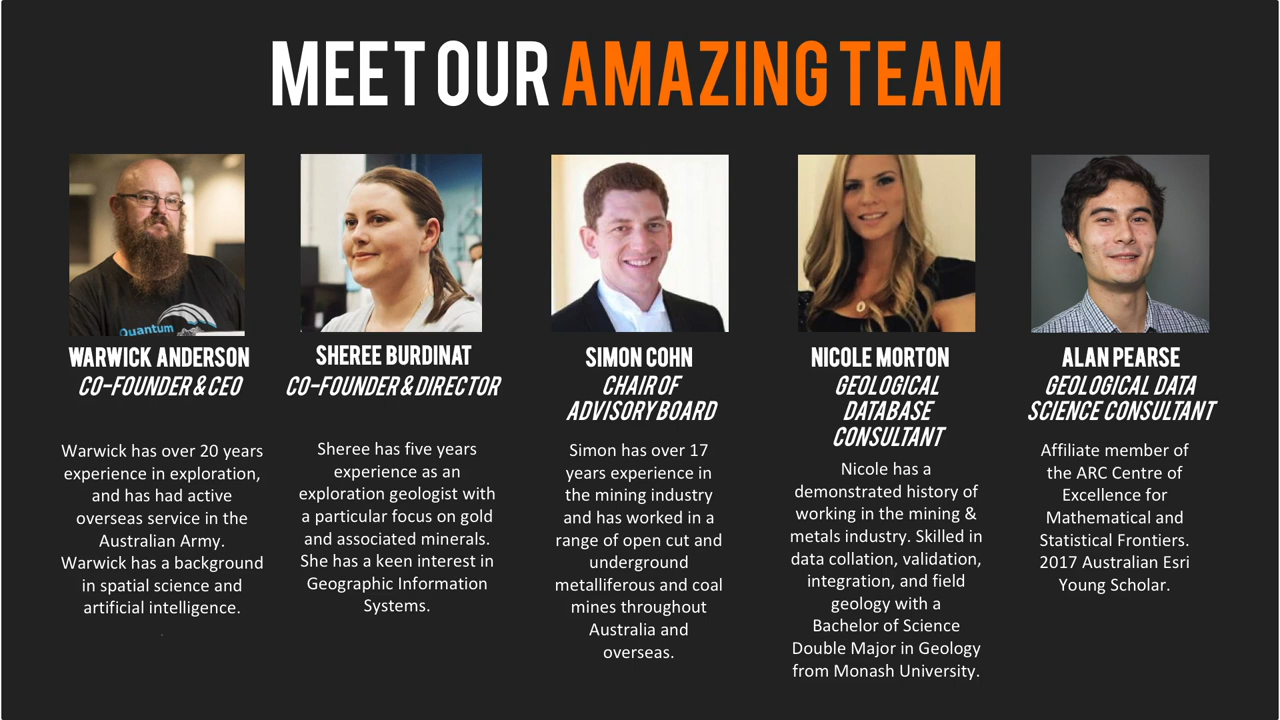 MEET OUR AMAZING TEAM
Quantum
WARWICK ANDERSON
CO-FOUNDER & CEO
Warwick has over 20 years
experience in exploration,
and has had active
overseas service in the
Australian Army.
Warwick has a background
in spatial science and
artificial intelligence.
.
SHEREE BURDINAT
CO-FOUNDER & DIRECTOR
Sheree has five years
experience as an
exploration geologist with
a particular focus on gold
and associated minerals.
She has a keen interest in
Geographic Information
Systems.
SIMON COHN
CHAIR OF
ADVISORY BOARD
Simon has over 17
years experience in
the mining industry
and has worked in a
range of open cut and
underground
metalliferous and coal
mines throughout
Australia and
overseas.
NICOLE MORTON
GEOLOGICAL
DATABASE
CONSULTANT
Nicole has a
demonstrated history of
working in the mining &
metals industry. Skilled in
data collation, validation,
integration, and field
geology with a
Bachelor of Science
Double Major in Geology
from Monash University.
ALAN PEARSE
GEOLOGICAL DATA
SCIENCE CONSULTANT
Affiliate member of
the ARC Centre of
Excellence for
Mathematical and
Statistical Frontiers.
2017 Australian Esri
Young Scholar.